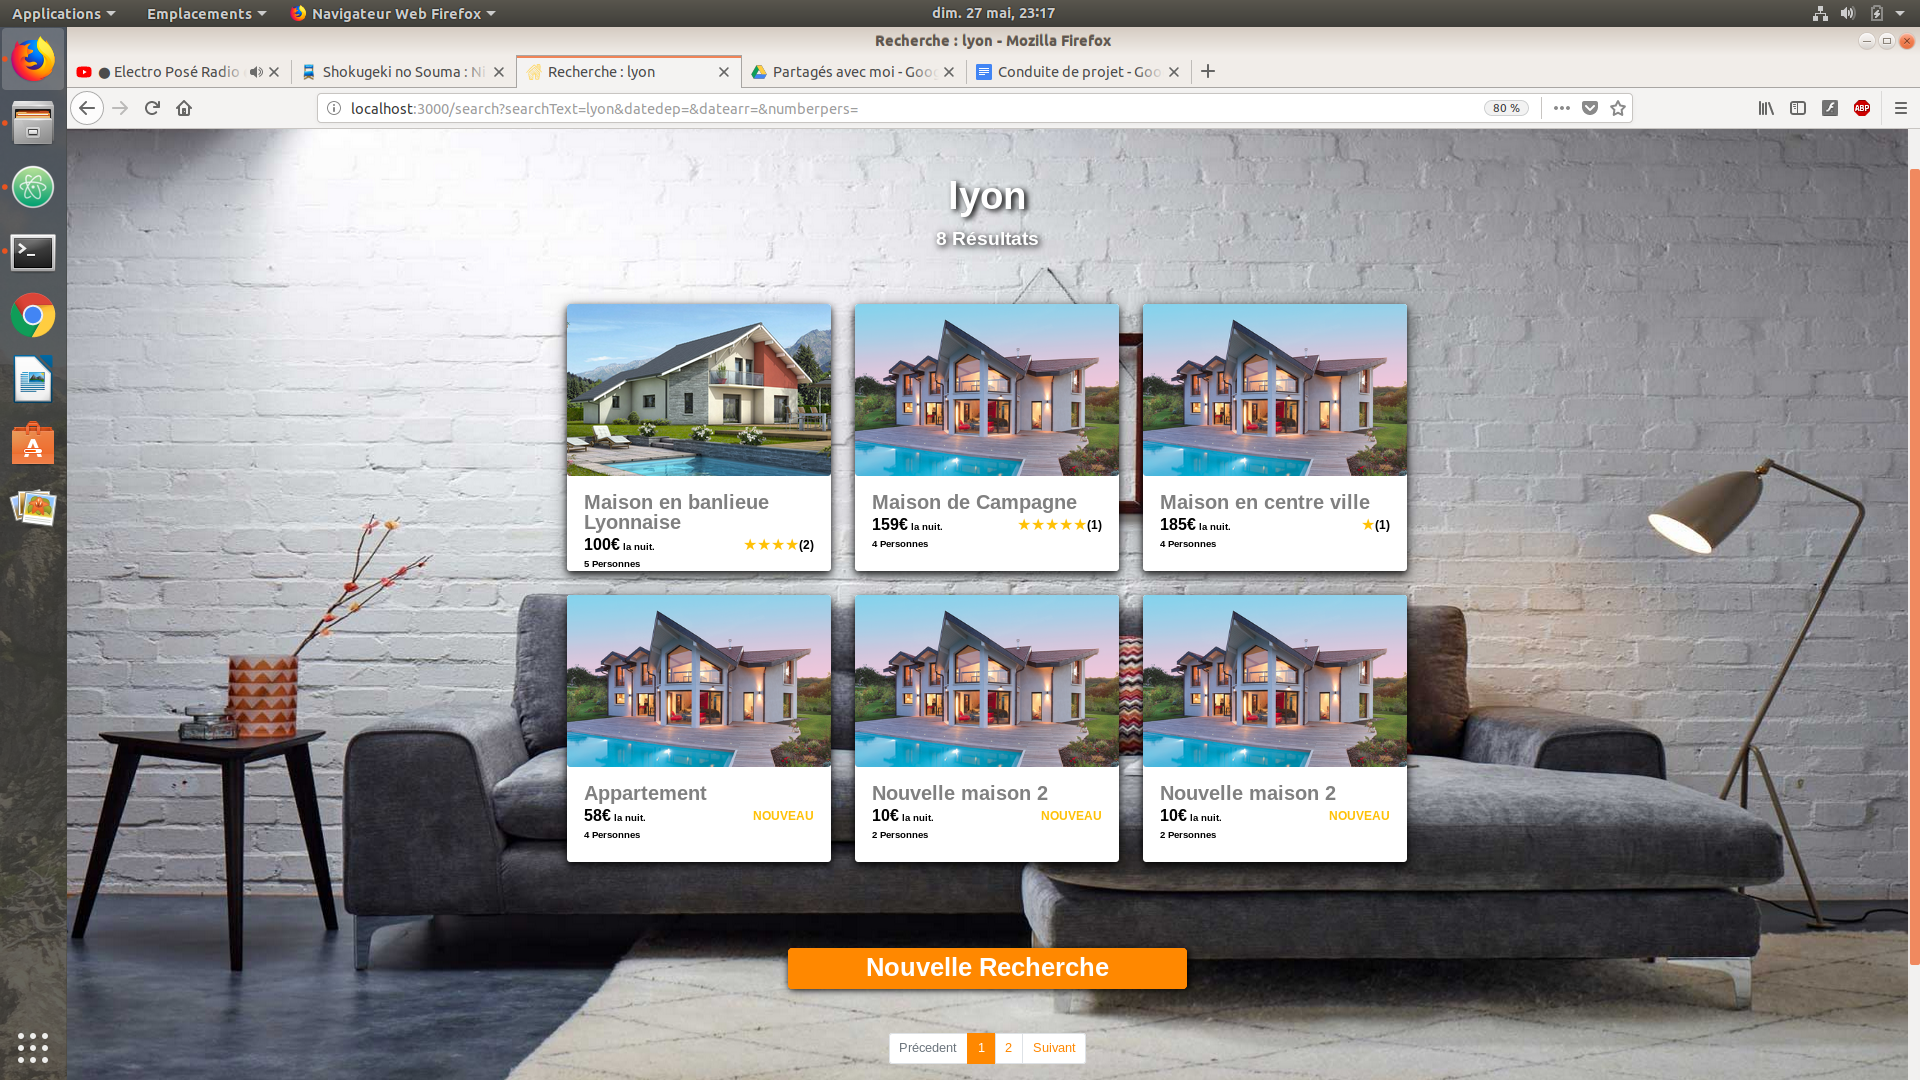 Applications
Emplacements
Navigateur Web Firefox
dim. 27 mai, 23:17
Recherche : lyon - Mozilla Firefox
● Electro Posé Radio
Shokugeki no Souma : Ni
Recherche : lyon
Partagés avec moi - Goog
Conduite de projet - Goo
localhost:3000/search?searchText=lyon&datedep=&datearr=&numberpers=
80 %
ABP
lyon
8 Résultats
Maison en banlieue
Lyonnaise
100€ la nuit.
★★★★(2)
5 Personnes
Maison de Campagne
159€ la nuit.
★★★★★(1)
4 Personnes
Maison en centre ville
185€ la nuit.
★(1)
4 Personnes
Appartement
58€ la nuit.
NOUVEAU
4 Personnes
Nouvelle maison 2
10€ la nuit.
NOUVEAU
2 Personnes
Nouvelle maison 2
10€ la nuit.
NOUVEAU
2 Personnes
Nouvelle Recherche
Précedent
1
2
Suivant